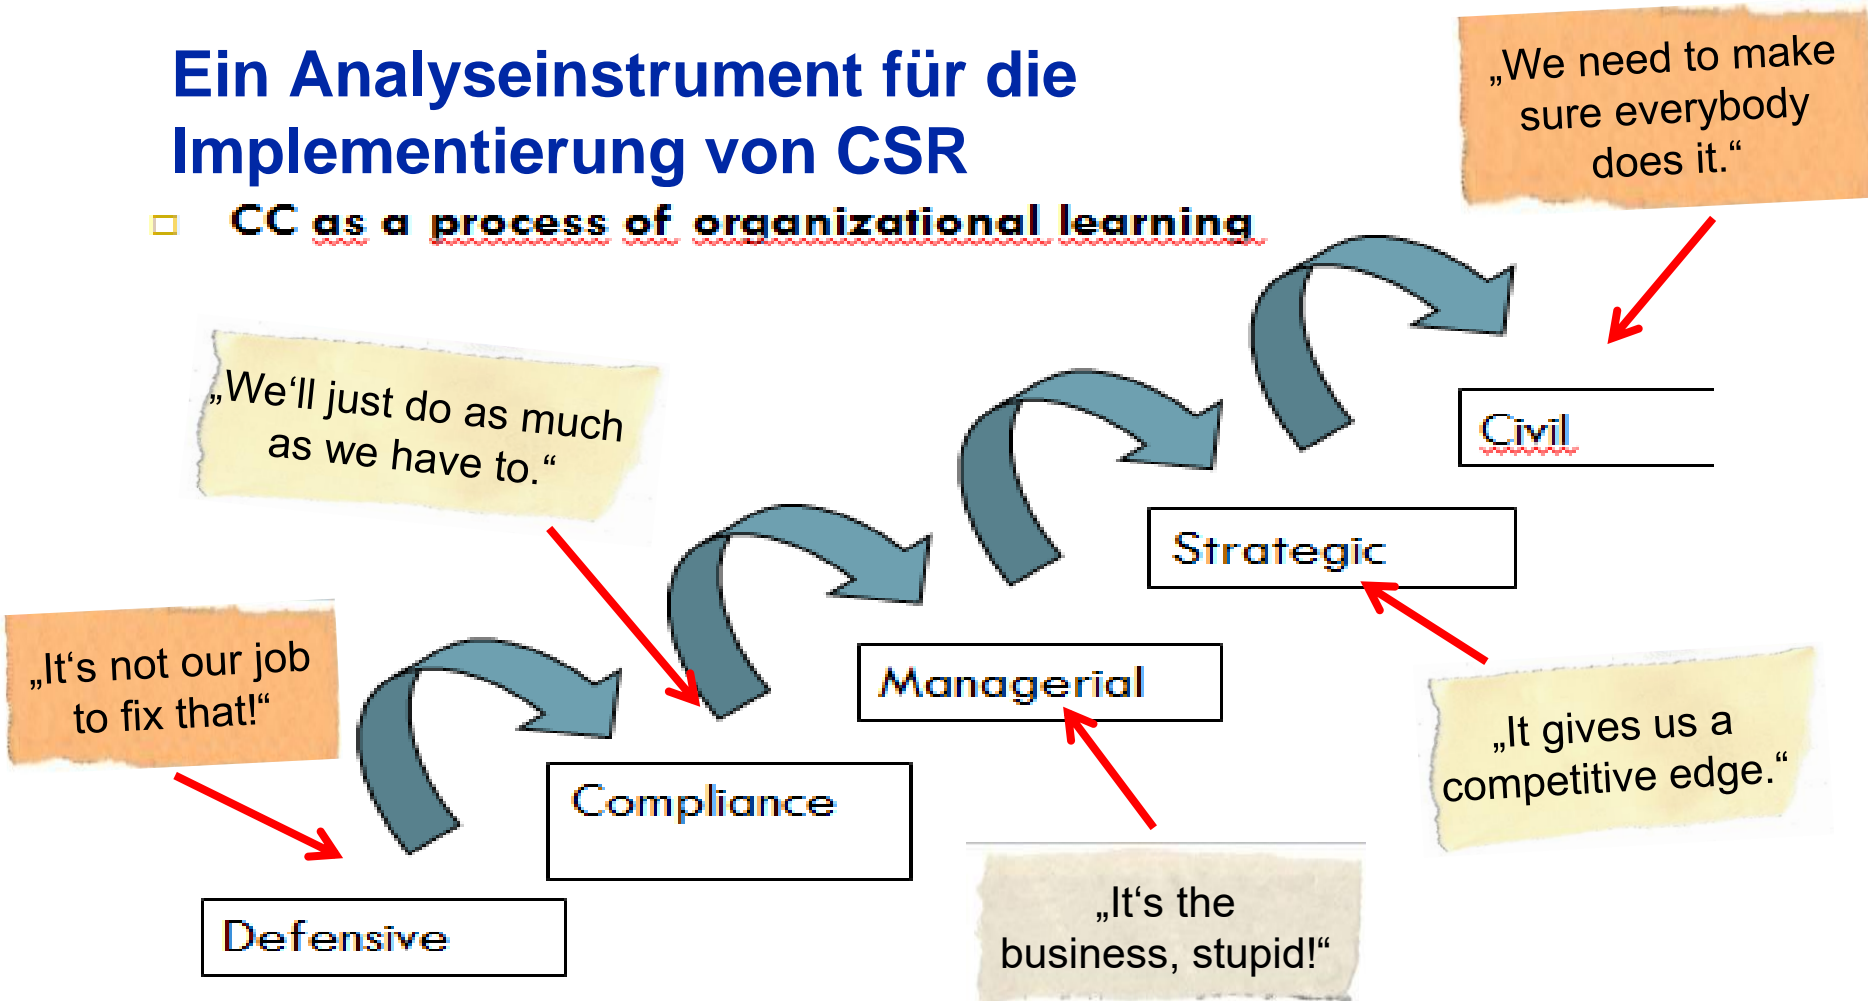 Ein Analyseinstrument für die
Implementierung von CSR
CC as a process of organizational learning
„We need to make
sure everybody
does it.“
„We‘ll just do as much
as we have to.“
Civil
Strategic
„It‘s not our job
to fix that!“
Managerial
„It gives us a
competitive edge.“
Compliance
„It‘s the
business, stupid!“
Defensive